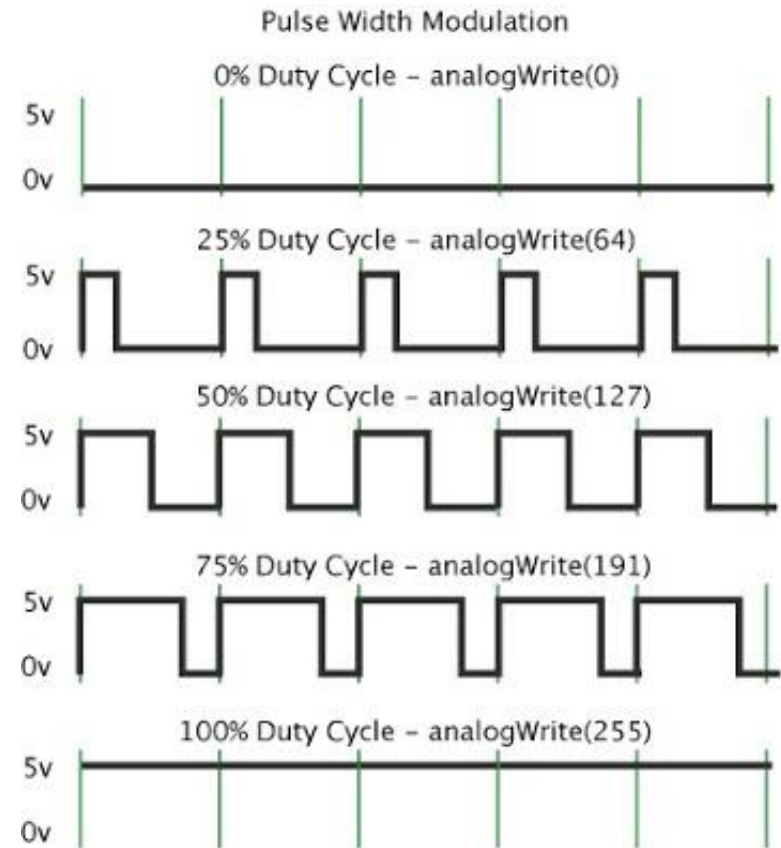 Pulse Width Modulation
0% Duty Cycle – analogWrite(0)
5v
0v
25% Duty Cycle – analogWrite(64)
5v
0v
50% Duty Cycle – analogWrite(127)
5v
0v
75% Duty Cycle – analogWrite(191)
5v
0v
100% Duty Cycle – analogWrite(255)
5v
0v